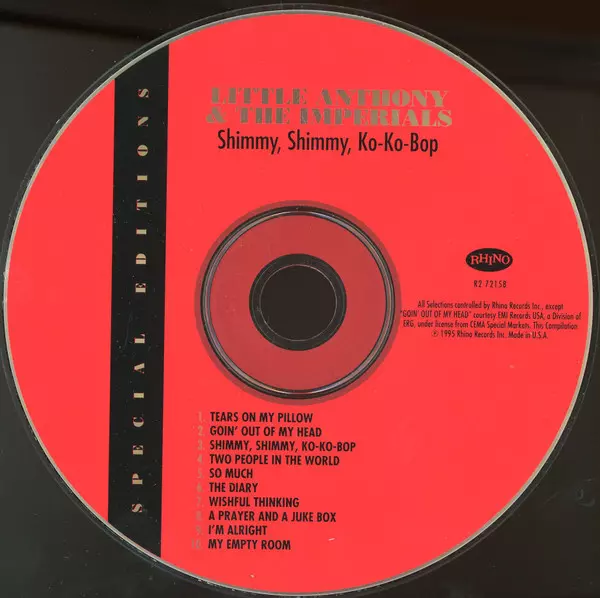 SPECIAL EDITIONS
LITTLE ANTHONY
& THE IMPERIALS
Shimmy, Shimmy, Ko-Ko-Bop
RHINO
R2 72158
All Selections controlled by Rhino Records Inc., except
"GOIN' OUT OF MY HEAD" courtesy EMI Records USA, a Division of
ERG, under license from CEMA Special Markets. This Compilation
℗ 1995 Rhino Records Inc. Made in U.S.A.
1. TEARS ON MY PILLOW
2. GOIN' OUT OF MY HEAD
3. SHIMMY, SHIMMY, KO-KO-BOP
4. TWO PEOPLE IN THE WORLD
5. SO MUCH
6. THE DIARY
7. WISHFUL THINKING
8. A PRAYER AND A JUKE BOX
9. I'M ALRIGHT
10. MY EMPTY ROOM